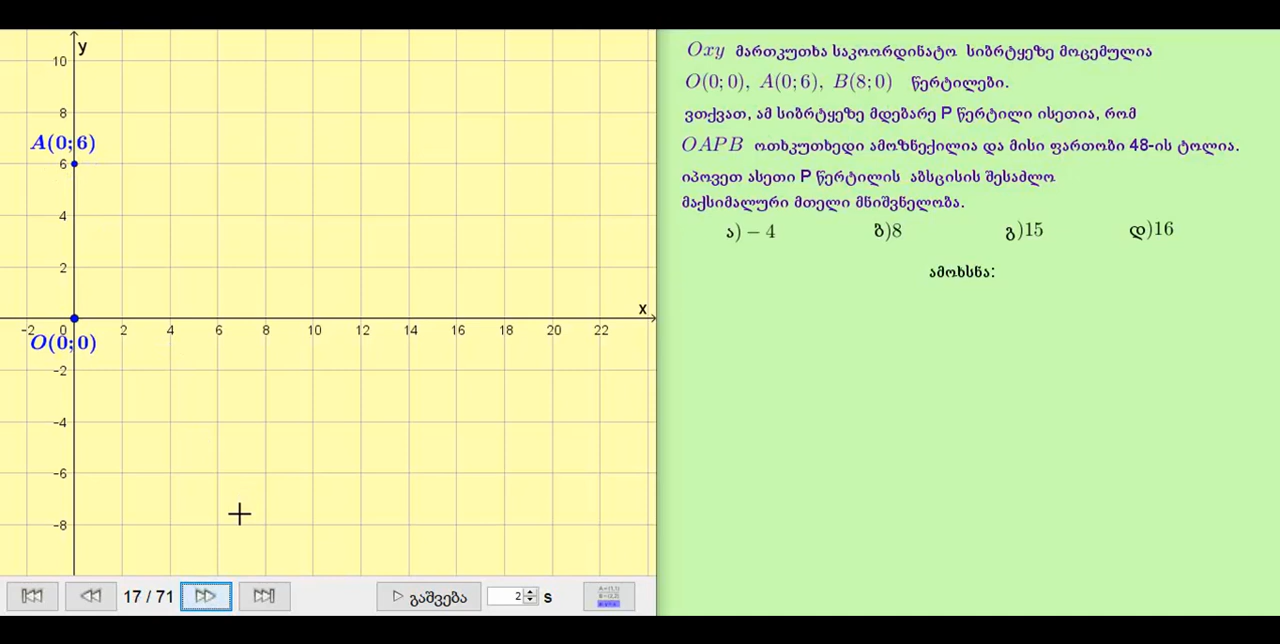 y
10
8
A(0; 6)
6
4
2
x
-2 0 2 4 6 8 10 12 14 16 18 20 22
O(0; 0)
-2
-4
-6
-8
17 / 71
გაშვება
2 s
Oxy მართკუთხა საკოორდინატო სიბრტყეზე მოცემულია
O(0; 0), A(0; 6), B(8; 0) წერტილები.
ვთქვათ, ამ სიბრტყეზე მდებარე P წერტილი ისეთია, რომ
OAPB ოთხკუთხედი ამოზნექილია და მისი ფართობი 48-ის ტოლია.
იპოვეთ ასეთი P წერტილის აბსცისის შესაძლო
მაქსიმალური მთელი მნიშვნელობა.
ა) − 4 ბ)8 გ)15 დ)16
ამოხსნა: